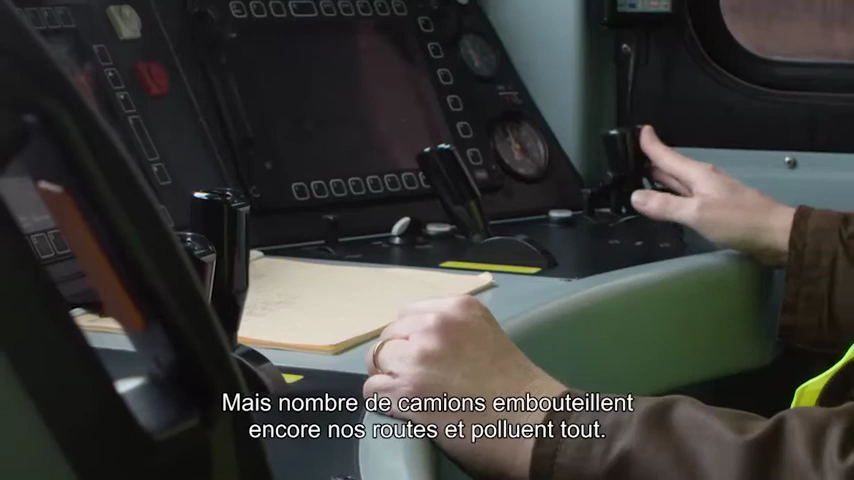 Mais nombre de camions embouteillent
encore nos routes et polluent tout.